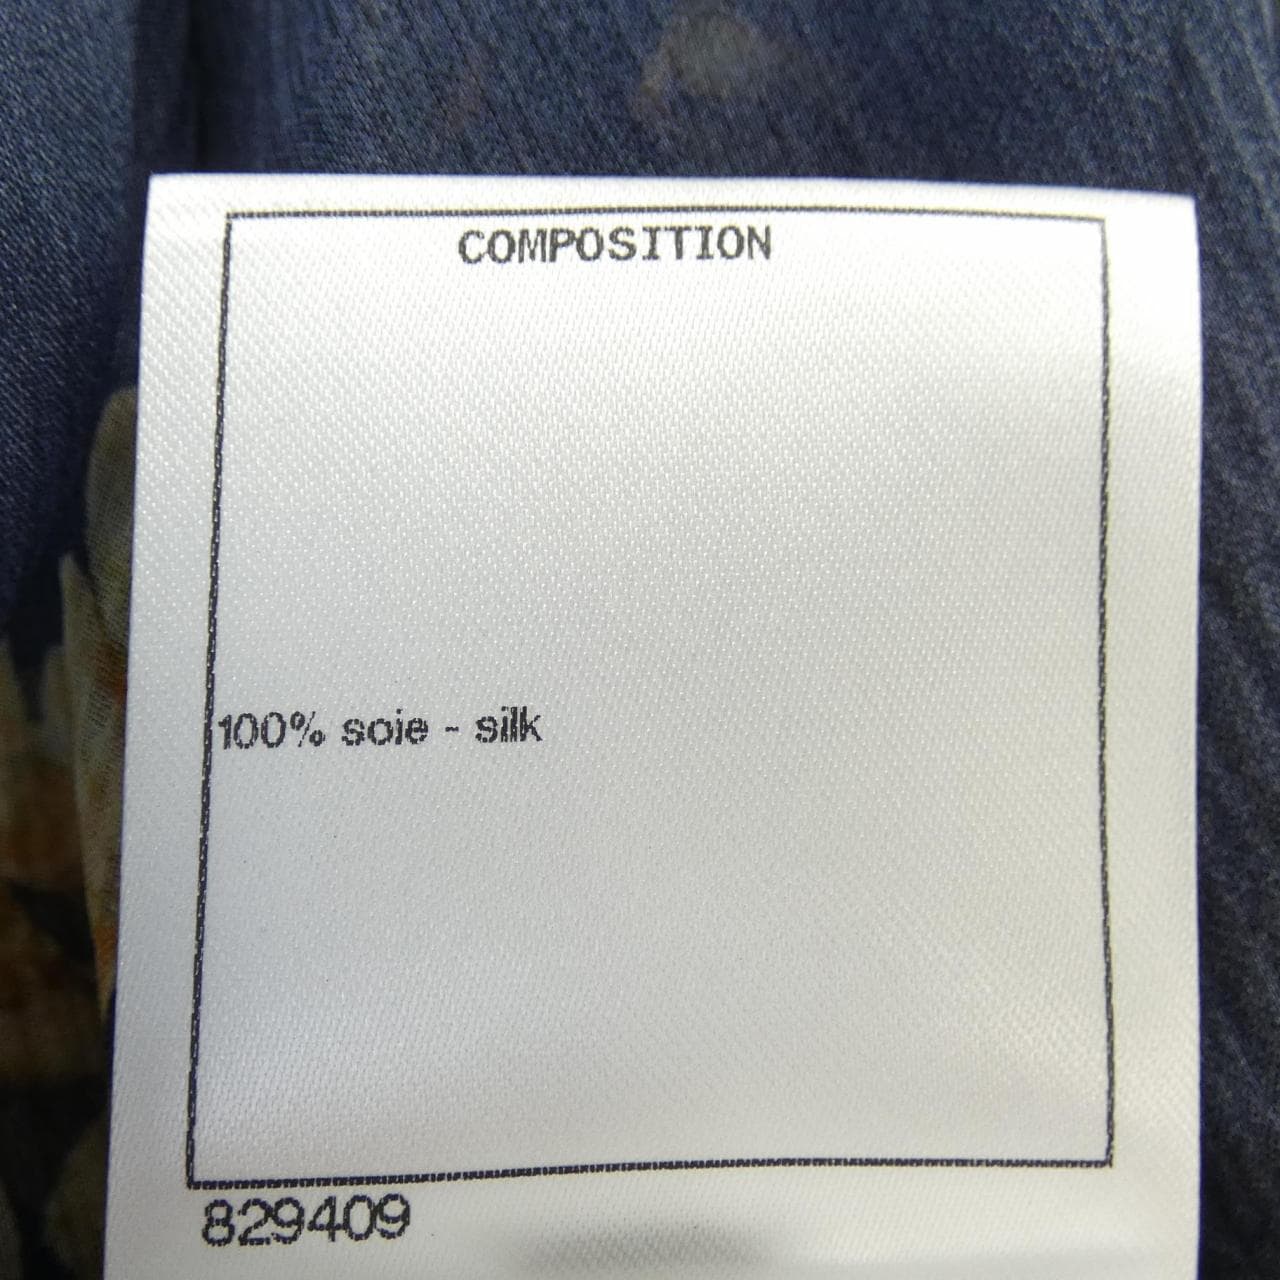 COMPOSITION
100% soie - silk
829409